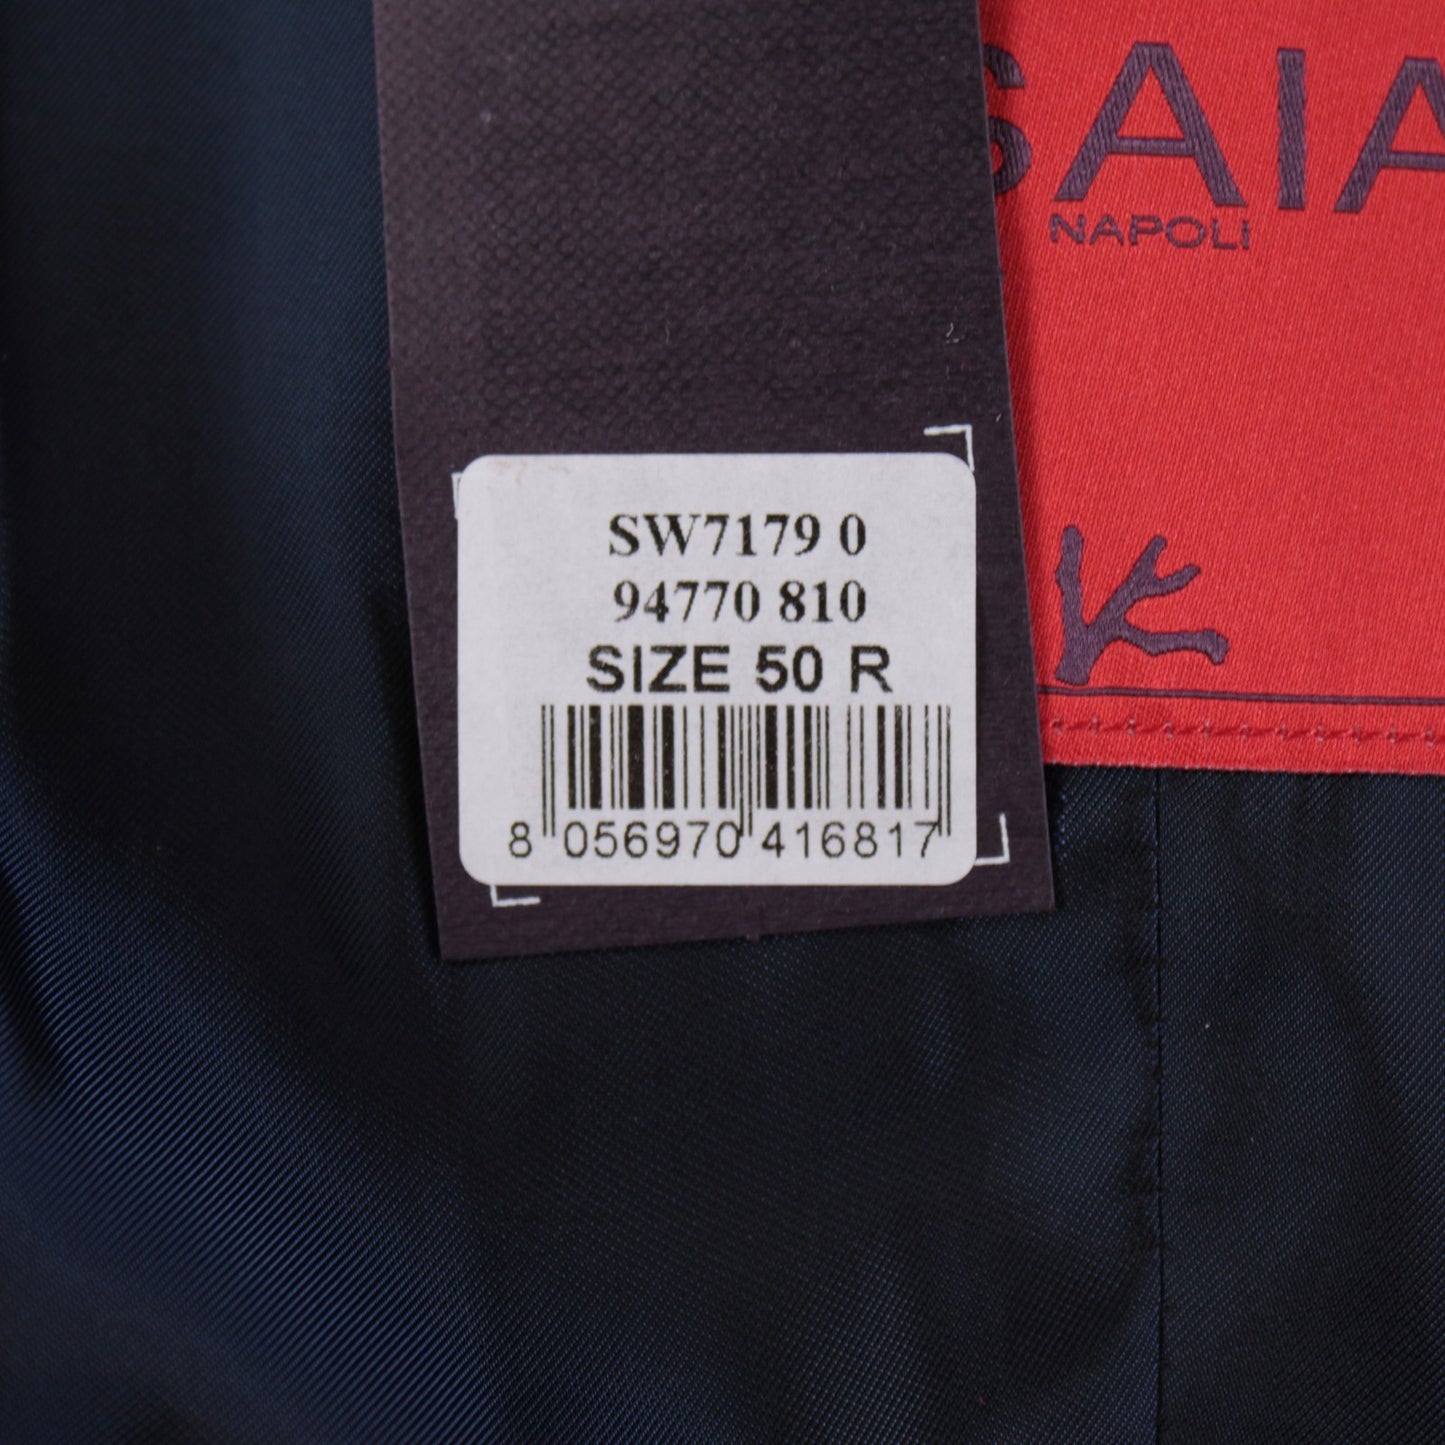 SAIA
NAPOLI
SW7179 0
94770 810
SIZE 50 R
8 056970 416817